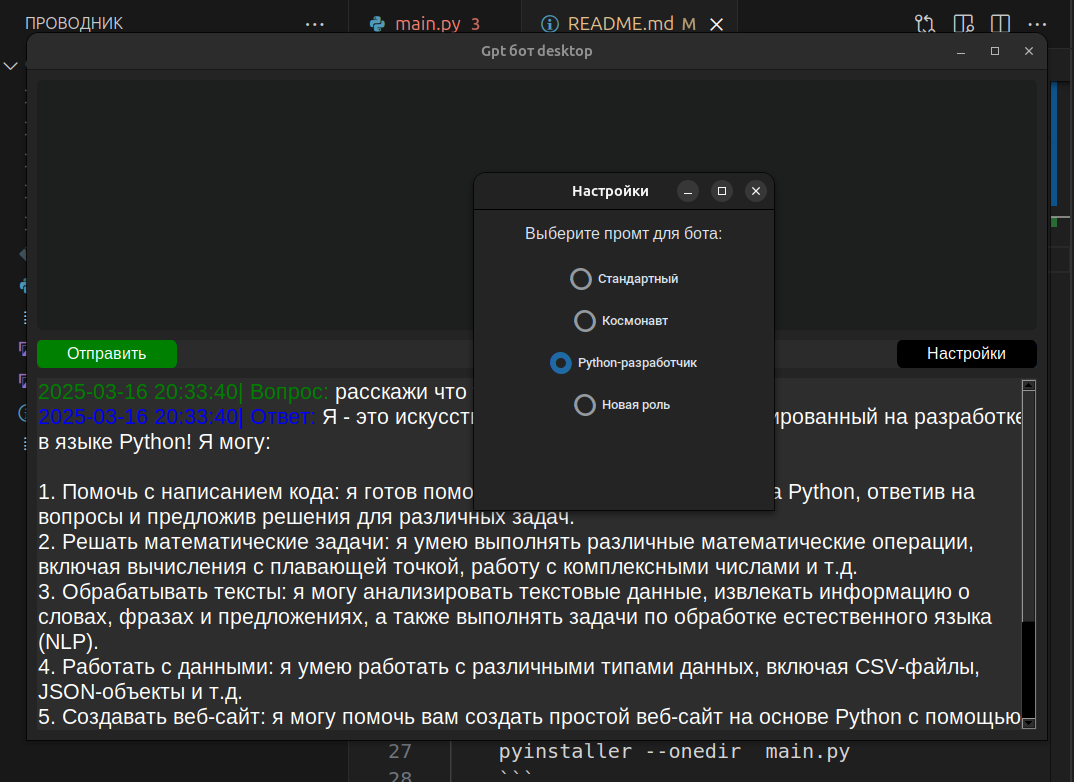 ПРОВОДНИК ... main.py 3 README.md M
Gpt бот desktop
Настройки
Выберите промт для бота:
Стандартный
Космонавт
Python-разработчик
Новая роль
Отправить
Настройки
2025-03-16 20:33:40| Вопрос: расскажи что
2025-03-16 20:33:40| Ответ: Я - это искусст ированный на разработке
в языке Python! Я могу:
1. Помочь с написанием кода: я готов помо а Python, ответив на
вопросы и предложив решения для различных задач.
2. Решать математические задачи: я умею выполнять различные математические операции,
включая вычисления с плавающей точкой, работу с комплексными числами и т.д.
3. Обрабатывать тексты: я могу анализировать текстовые данные, извлекать информацию о
словах, фразах и предложениях, а также выполнять задачи по обработке естественного языка
(NLP).
4. Работать с данными: я умею работать с различными типами данных, включая CSV-файлы,
JSON-объекты и т.д.
5. Создавать веб-сайт: я могу помочь вам создать простой веб-сайт на основе Python с помощью
27 pyinstaller --onedir main.py
28 ```